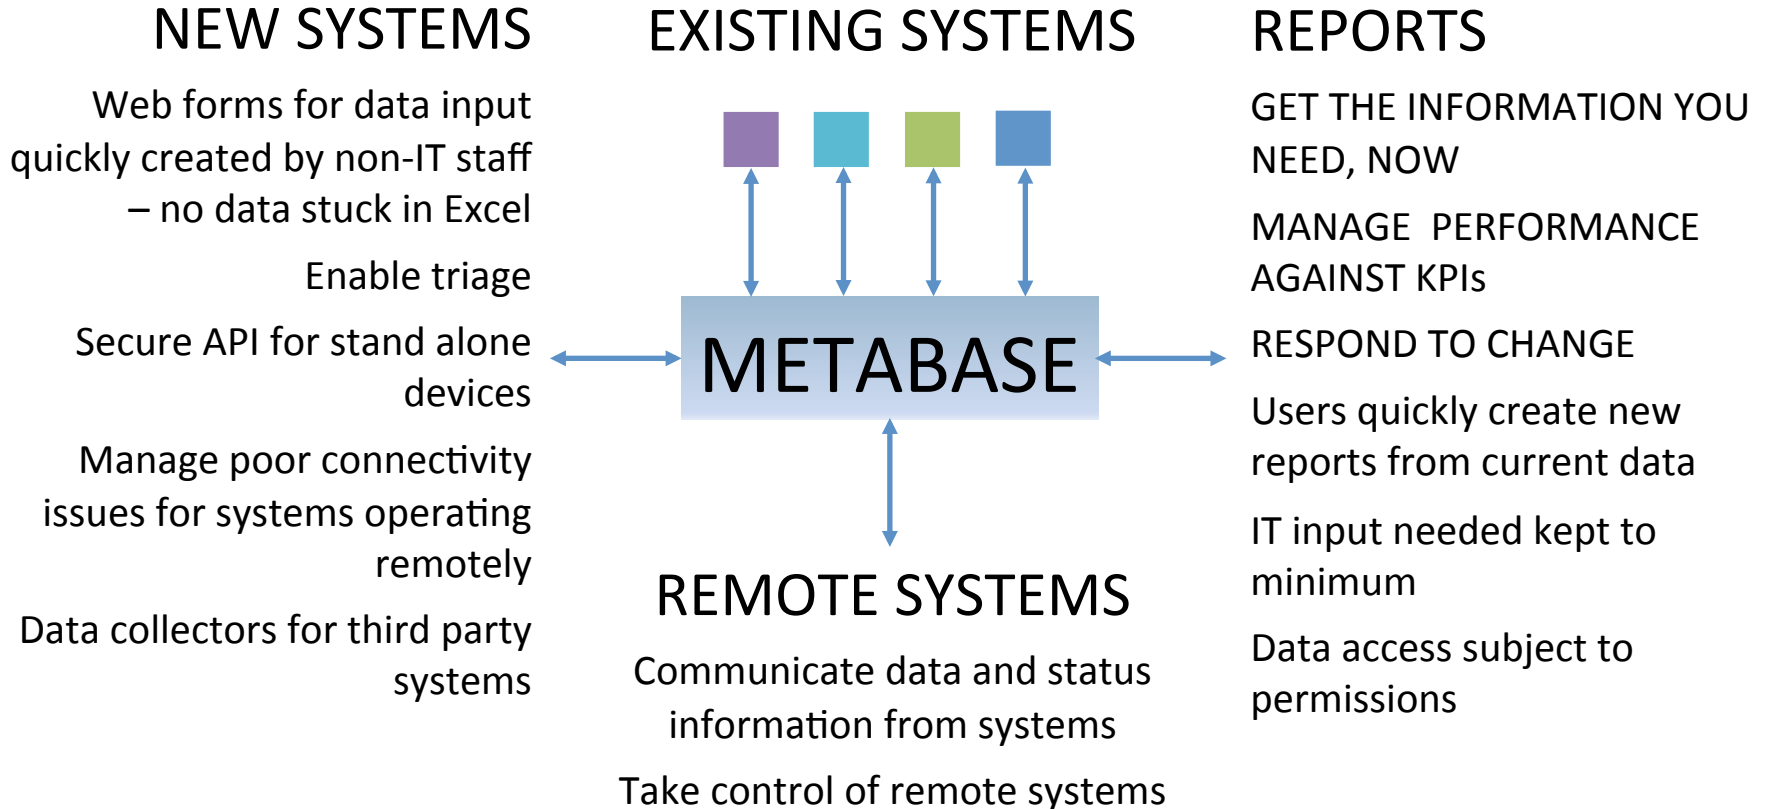 NEW SYSTEMS
Web forms for data input
quickly created by non-IT staff
– no data stuck in Excel
Enable triage
Secure API for stand alone
devices
Manage poor connectivity
issues for systems operating
remotely
Data collectors for third party
systems
EXISTING SYSTEMS
METABASE
REMOTE SYSTEMS
Communicate data and status
information from systems
Take control of remote systems
REPORTS
GET THE INFORMATION YOU
NEED, NOW
MANAGE  PERFORMANCE
AGAINST KPIs
RESPOND TO CHANGE
Users quickly create new
reports from current data
IT input needed kept to
minimum
Data access subject to
permissions